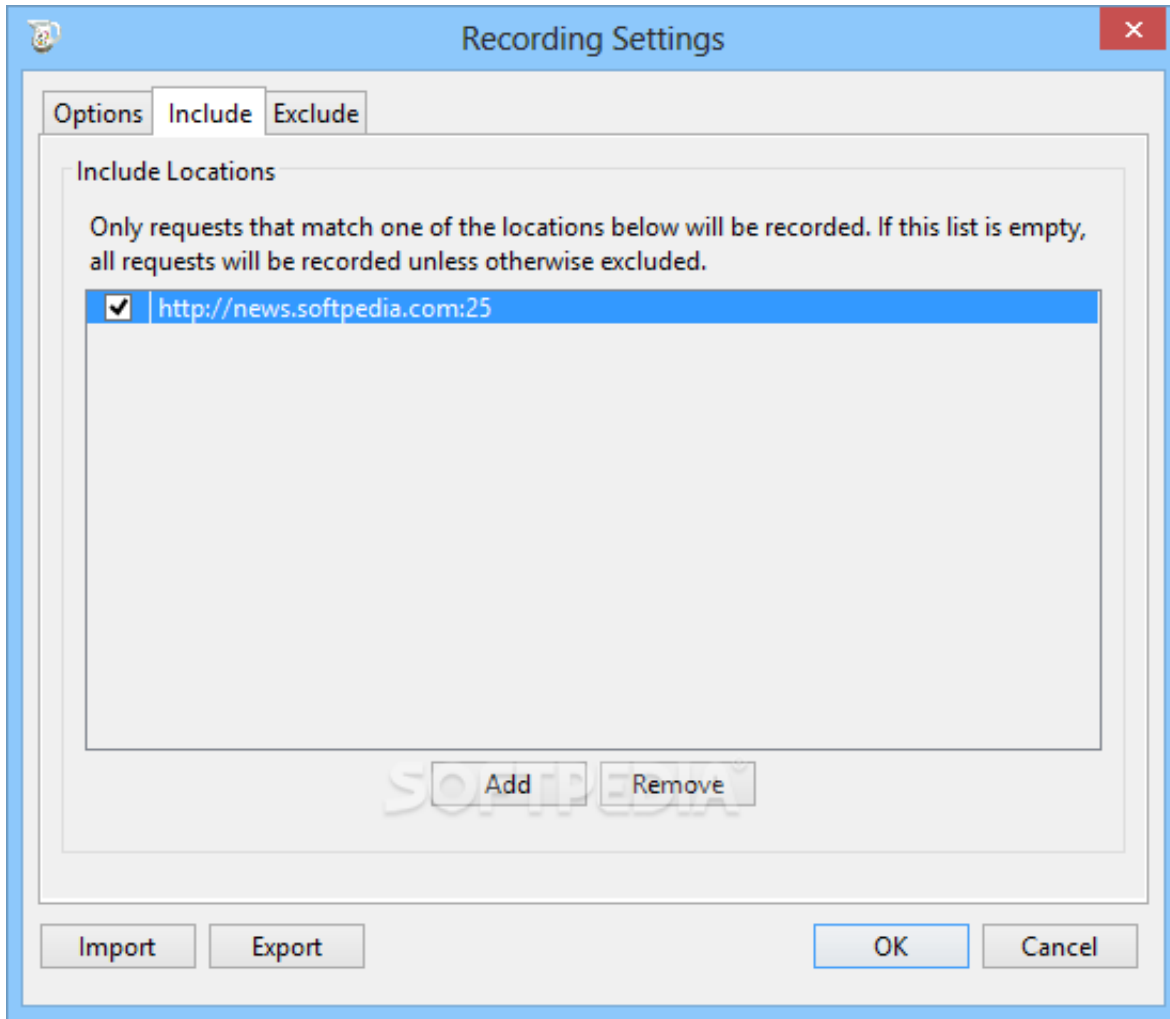 Recording Settings
Options Include Exclude
Include Locations
Only requests that match one of the locations below will be recorded. If this list is empty,
all requests will be recorded unless otherwise excluded.
http://news.softpedia.com:25
SOFTPEDIA®
Add Remove
Import Export OK Cancel